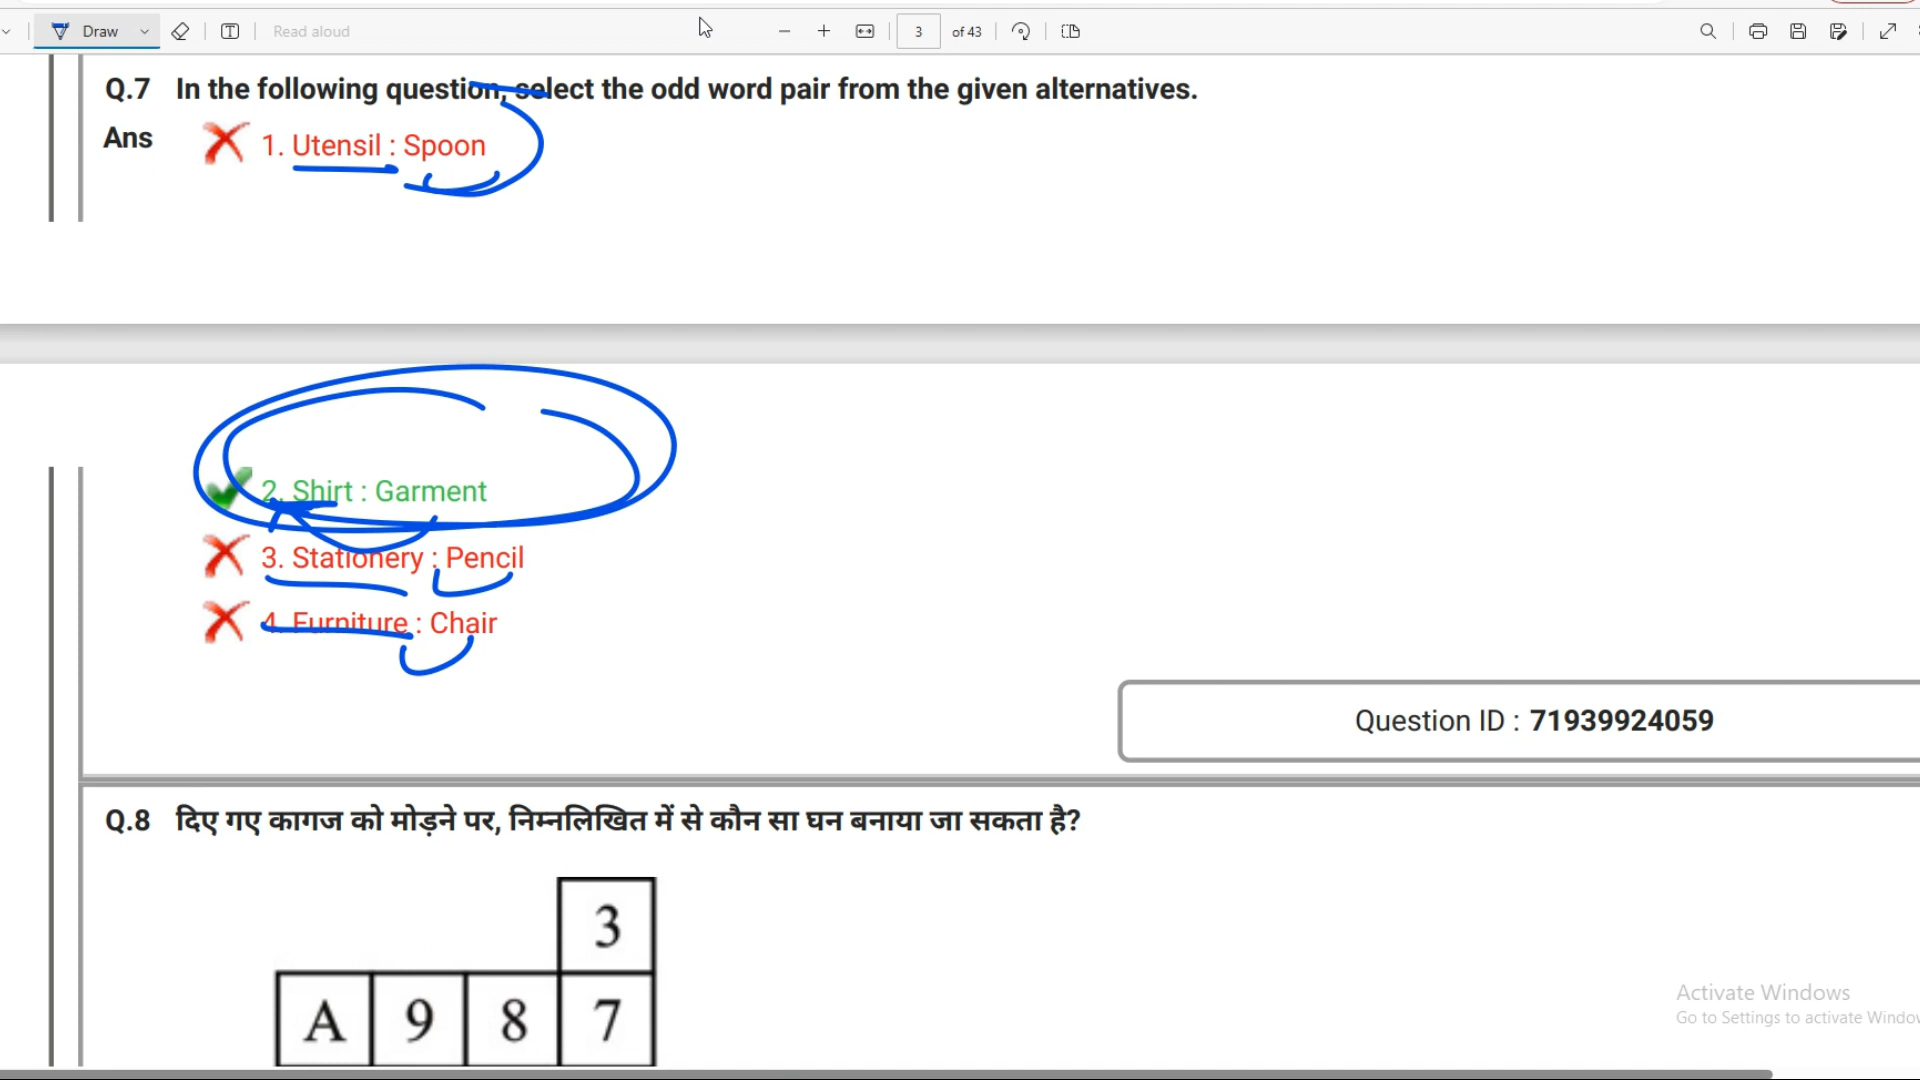 Draw
Read aloud
3
of 43
Q.7 In the following question, select the odd word pair from the given alternatives.
Ans 1. Utensil : Spoon
2. Shirt : Garment
3. Stationery : Pencil
4. Furniture : Chair
Question ID : 71939924059
Q.8 दिए गए कागज को मोड़ने पर, निम्नलिखित में से कौन सा घन बनाया जा सकता है?
3
A 9 8 7
Activate Windows
Go to Settings to activate Window